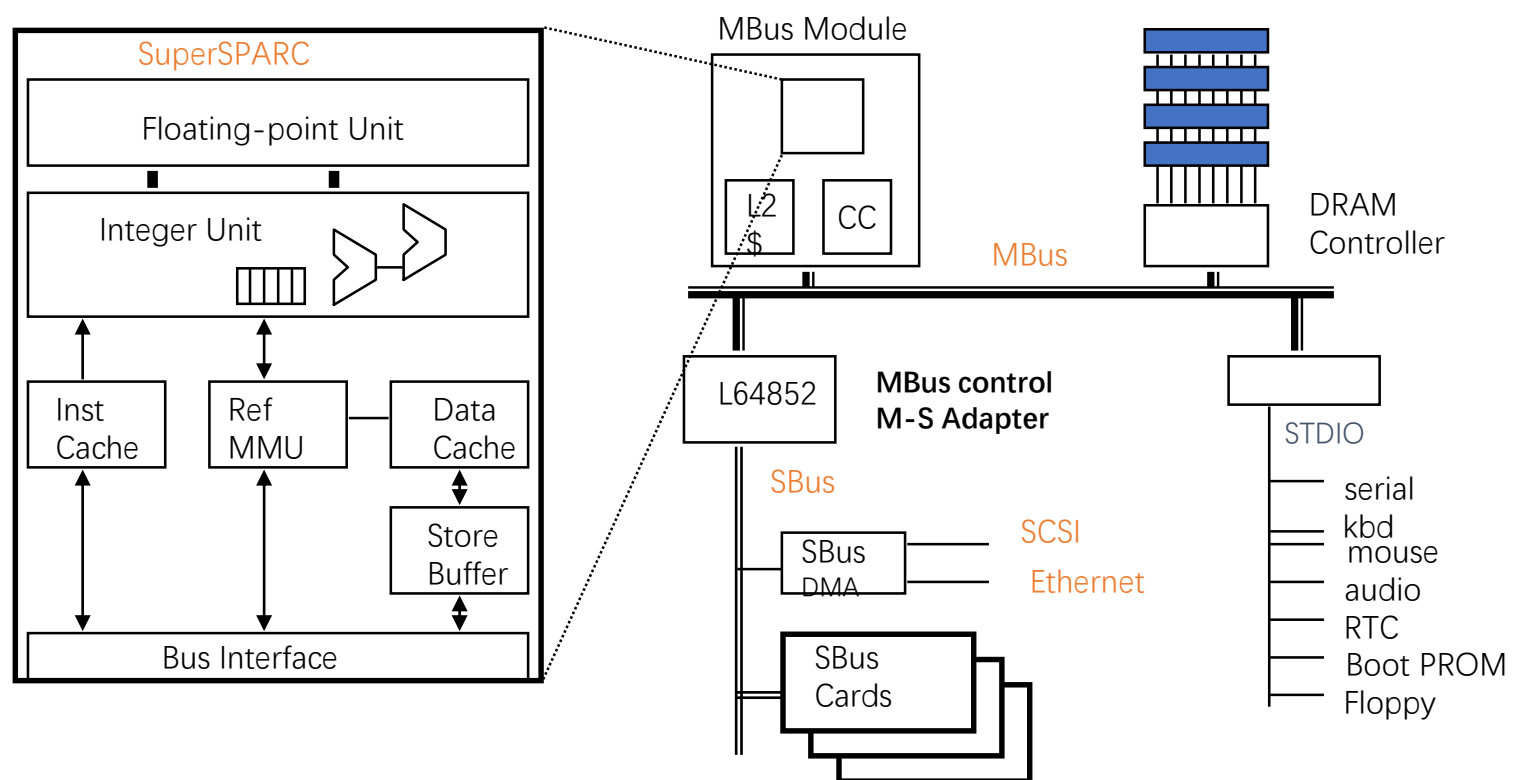 SuperSPARC
Floating-point Unit
Integer Unit
Inst
Cache
Ref
MMU
Data
Cache
Store
Buffer
Bus Interface
MBus Module
L2
$
CC
MBus
DRAM
Controller
L64852
MBus control
M-S Adapter
STDIO
SBus
serial
kbd
mouse
audio
RTC
Boot PROM
Floppy
SBus
DMA
SCSI
Ethernet
SBus
Cards